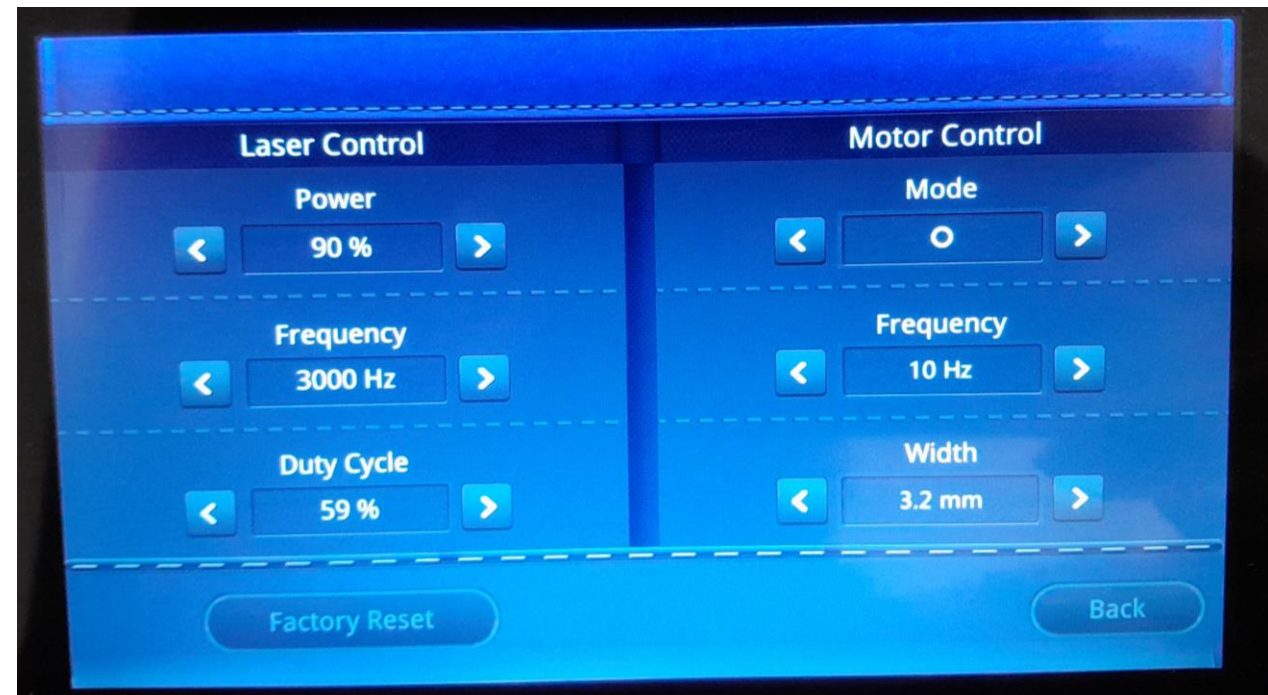 Laser Control
Power
90 %
Frequency
3000 Hz
Duty Cycle
59 %
Motor Control
Mode
O
Frequency
10 Hz
Width
3.2 mm
Factory Reset
Back